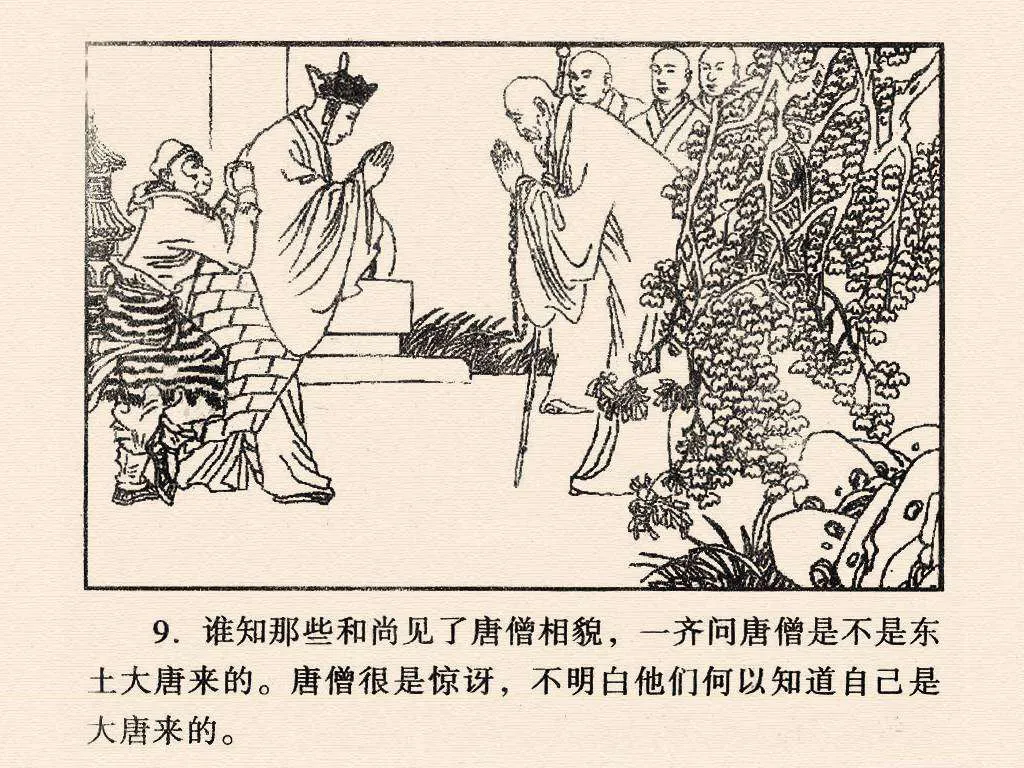 9. 谁知那些和尚见了唐僧相貌，一齐问唐僧是不是东
土大唐来的。唐僧很是惊讶，不明白他们何以知道自己是
大唐来的。